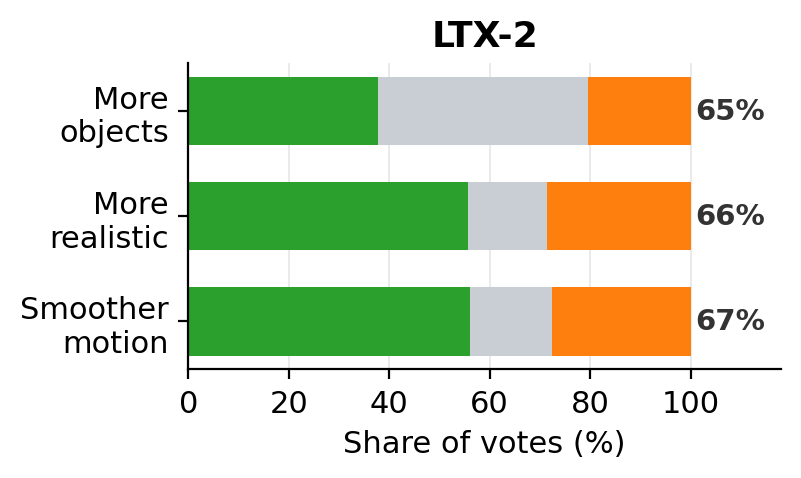 LTX-2
More
objects
65%
More
realistic
66%
Smoother
motion
67%
0 20 40 60 80 100
Share of votes (%)